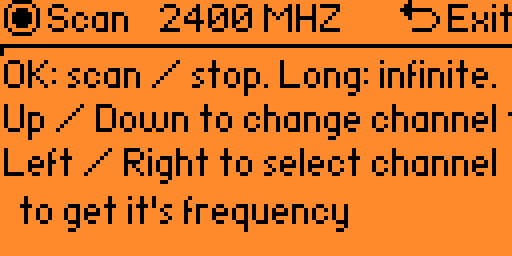 Scan 2400 MHZ Exit
OK: scan / stop. Long: infinite.
Up / Down to change channel
Left / Right to select channel
to get it's frequency